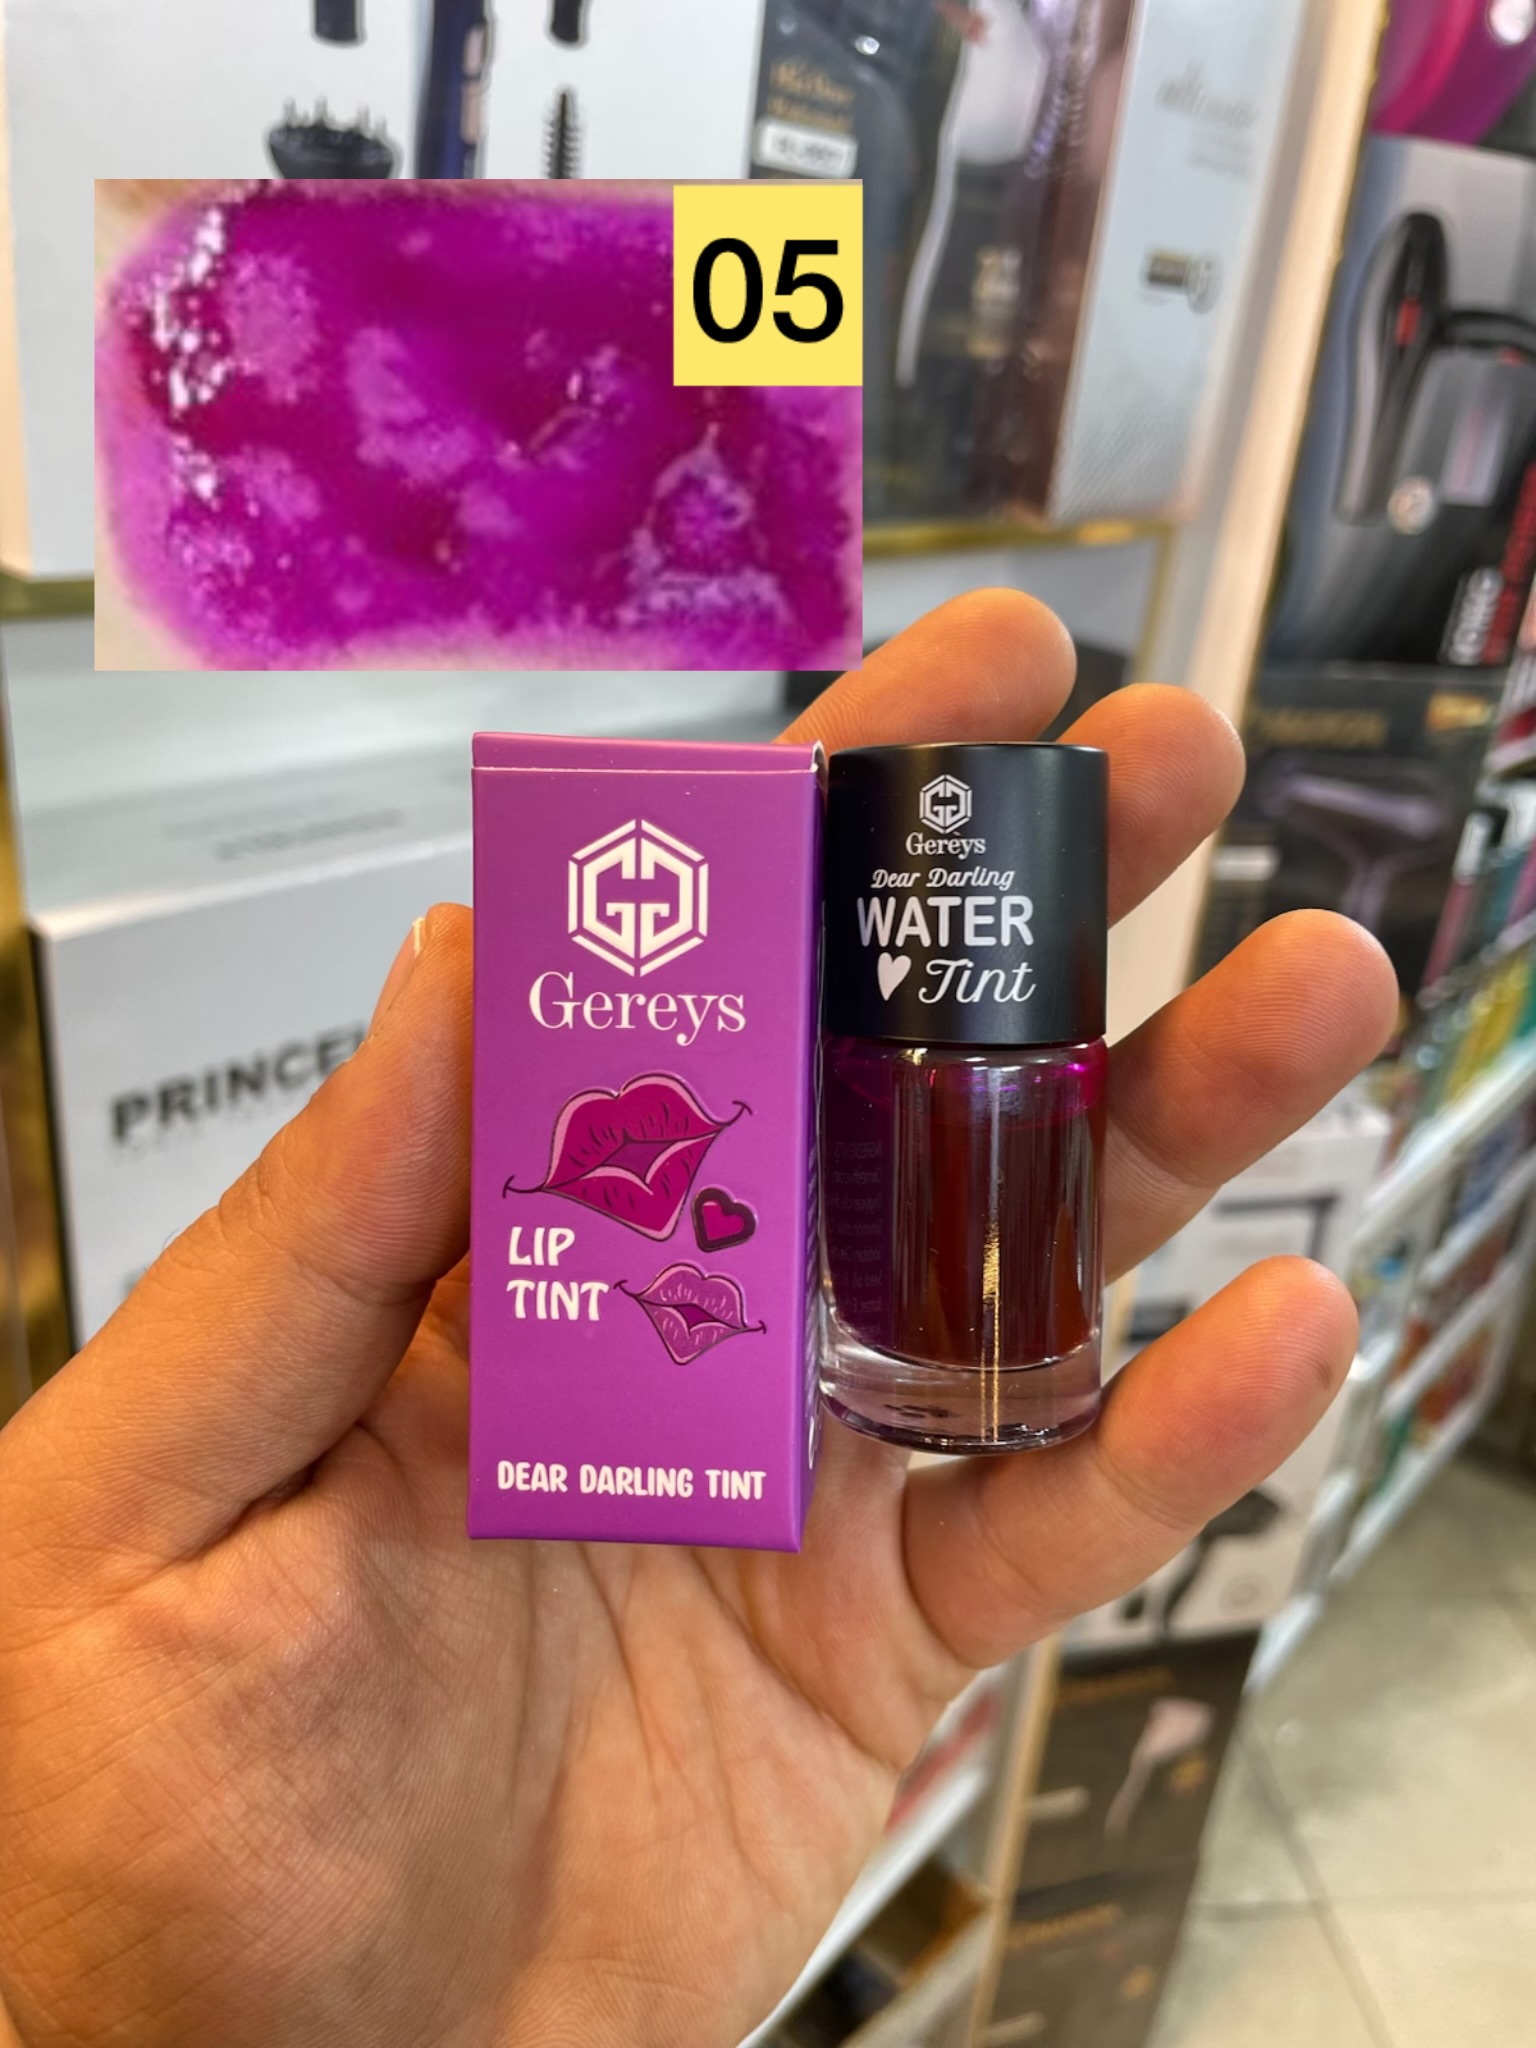 05
Gereys
LIP
TINT
DEAR DARLING TINT
Gereys
Dear Darling
WATER
Tint
PRINCE